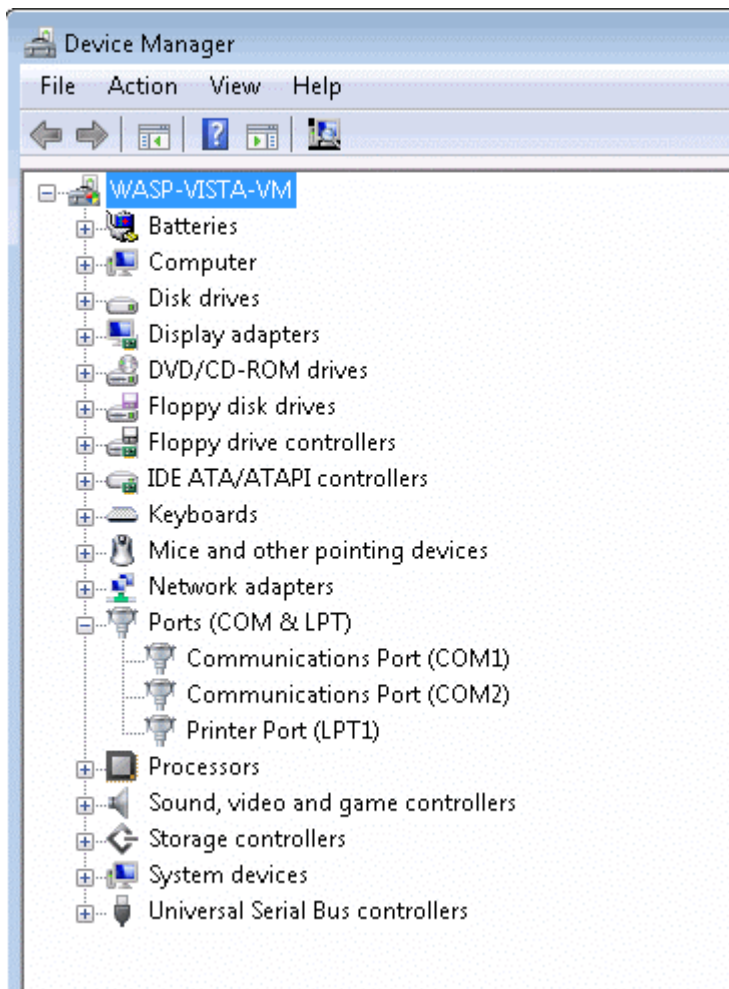 Device Manager
File Action View Help
WASP-VISTA-VM
Batteries
Computer
Disk drives
Display adapters
DVD/CD-ROM drives
Floppy disk drives
Floppy drive controllers
IDE ATA/ATAPI controllers
Keyboards
Mice and other pointing devices
Network adapters
Ports (COM & LPT)
Communications Port (COM1)
Communications Port (COM2)
Printer Port (LPT1)
Processors
Sound, video and game controllers
Storage controllers
System devices
Universal Serial Bus controllers